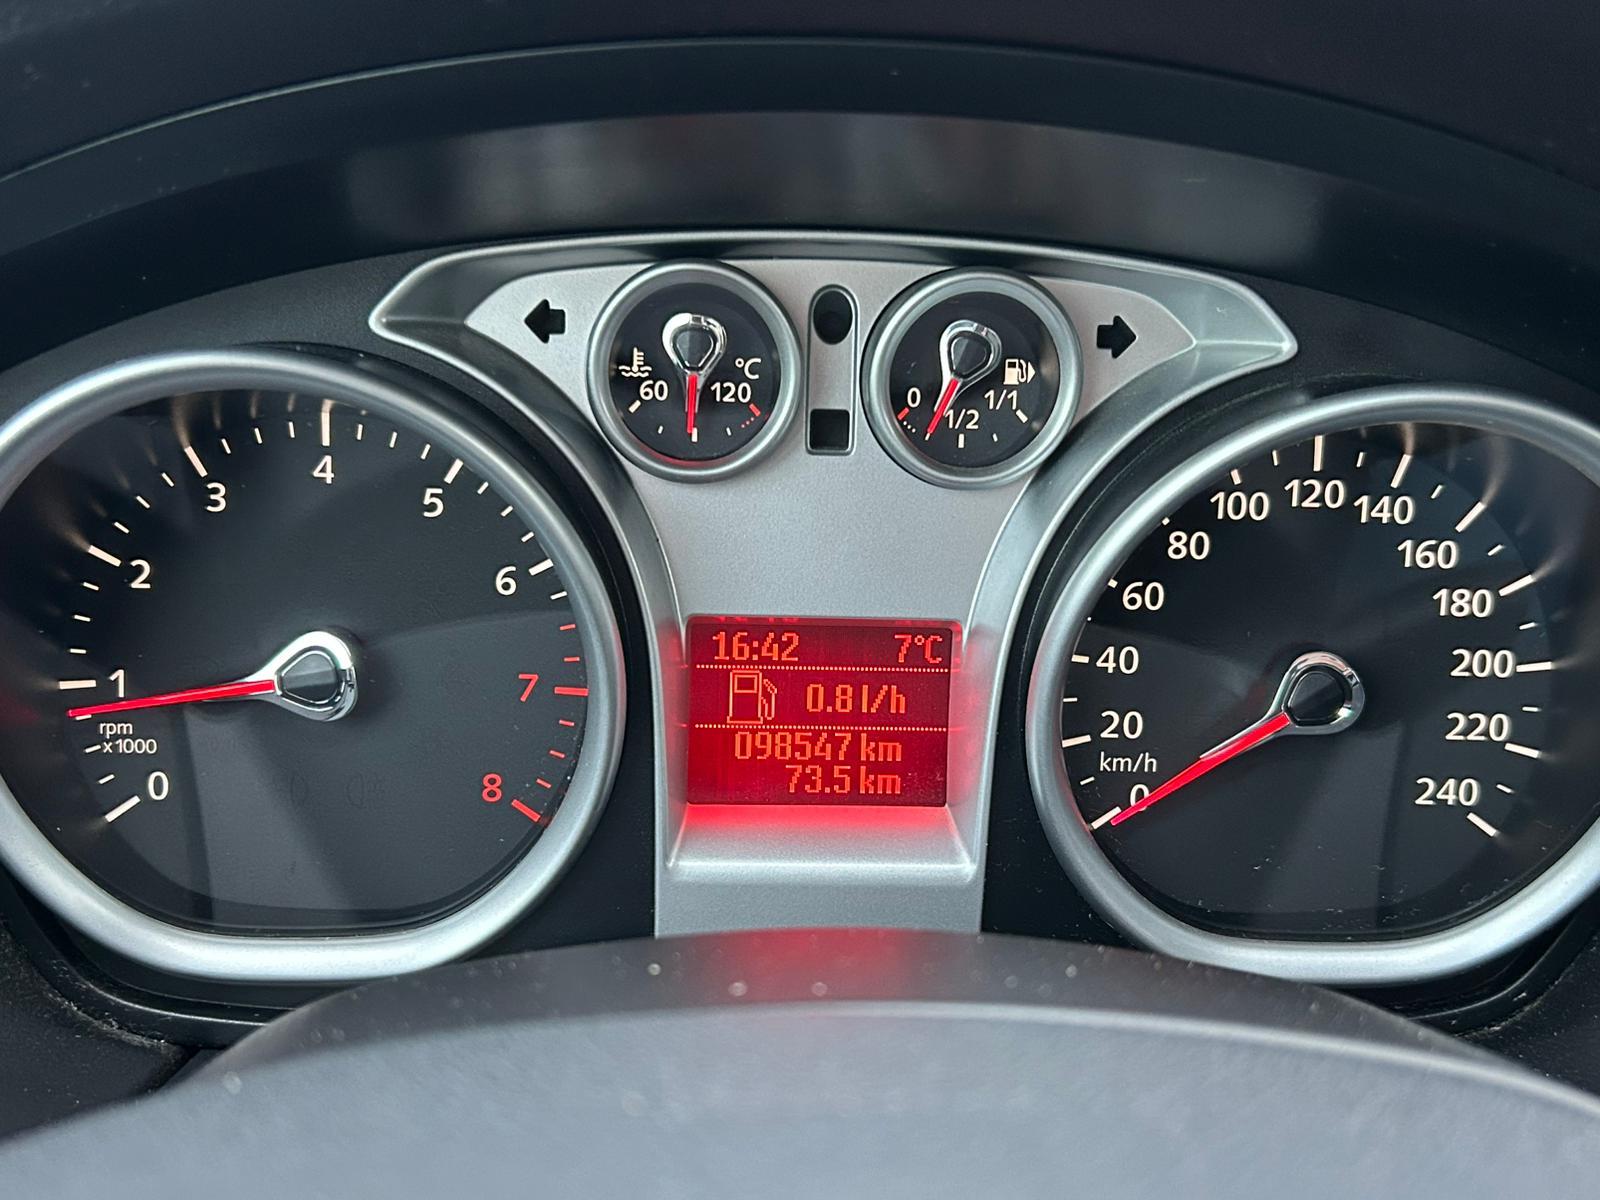 60 120 °C
0 1/2 1/1
0 1 2 3 4 5 6 7 8
rpm
x1000
16:42 7°C
0.8 l/h
098547 km
73.5 km
0 20 40 60 80 100 120 140 160 180 200 220 240
km/h